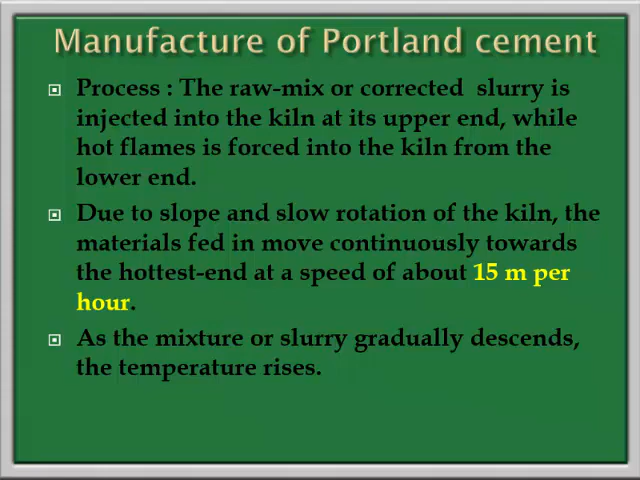 Manufacture of Portland cement
Process : The raw-mix or corrected slurry is
injected into the kiln at its upper end, while
hot flames is forced into the kiln from the
lower end.
Due to slope and slow rotation of the kiln, the
materials fed in move continuously towards
the hottest-end at a speed of about 15 m per
hour.
As the mixture or slurry gradually descends,
the temperature rises.